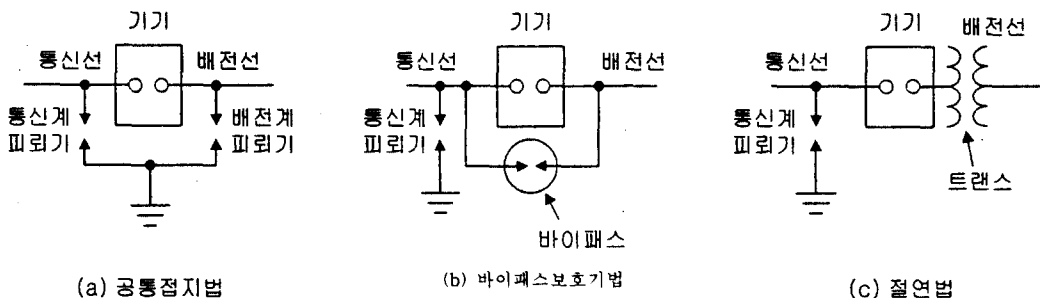 기기
통신선
배전선
통신계
피뢰기
배전계
피뢰기
(a) 공통접지법
기기
통신선
배전선
통신계
피뢰기
바이패스
(b) 바이패스보호기법
기기
통신선
배전선
통신계
피뢰기
트랜스
(c) 절연법